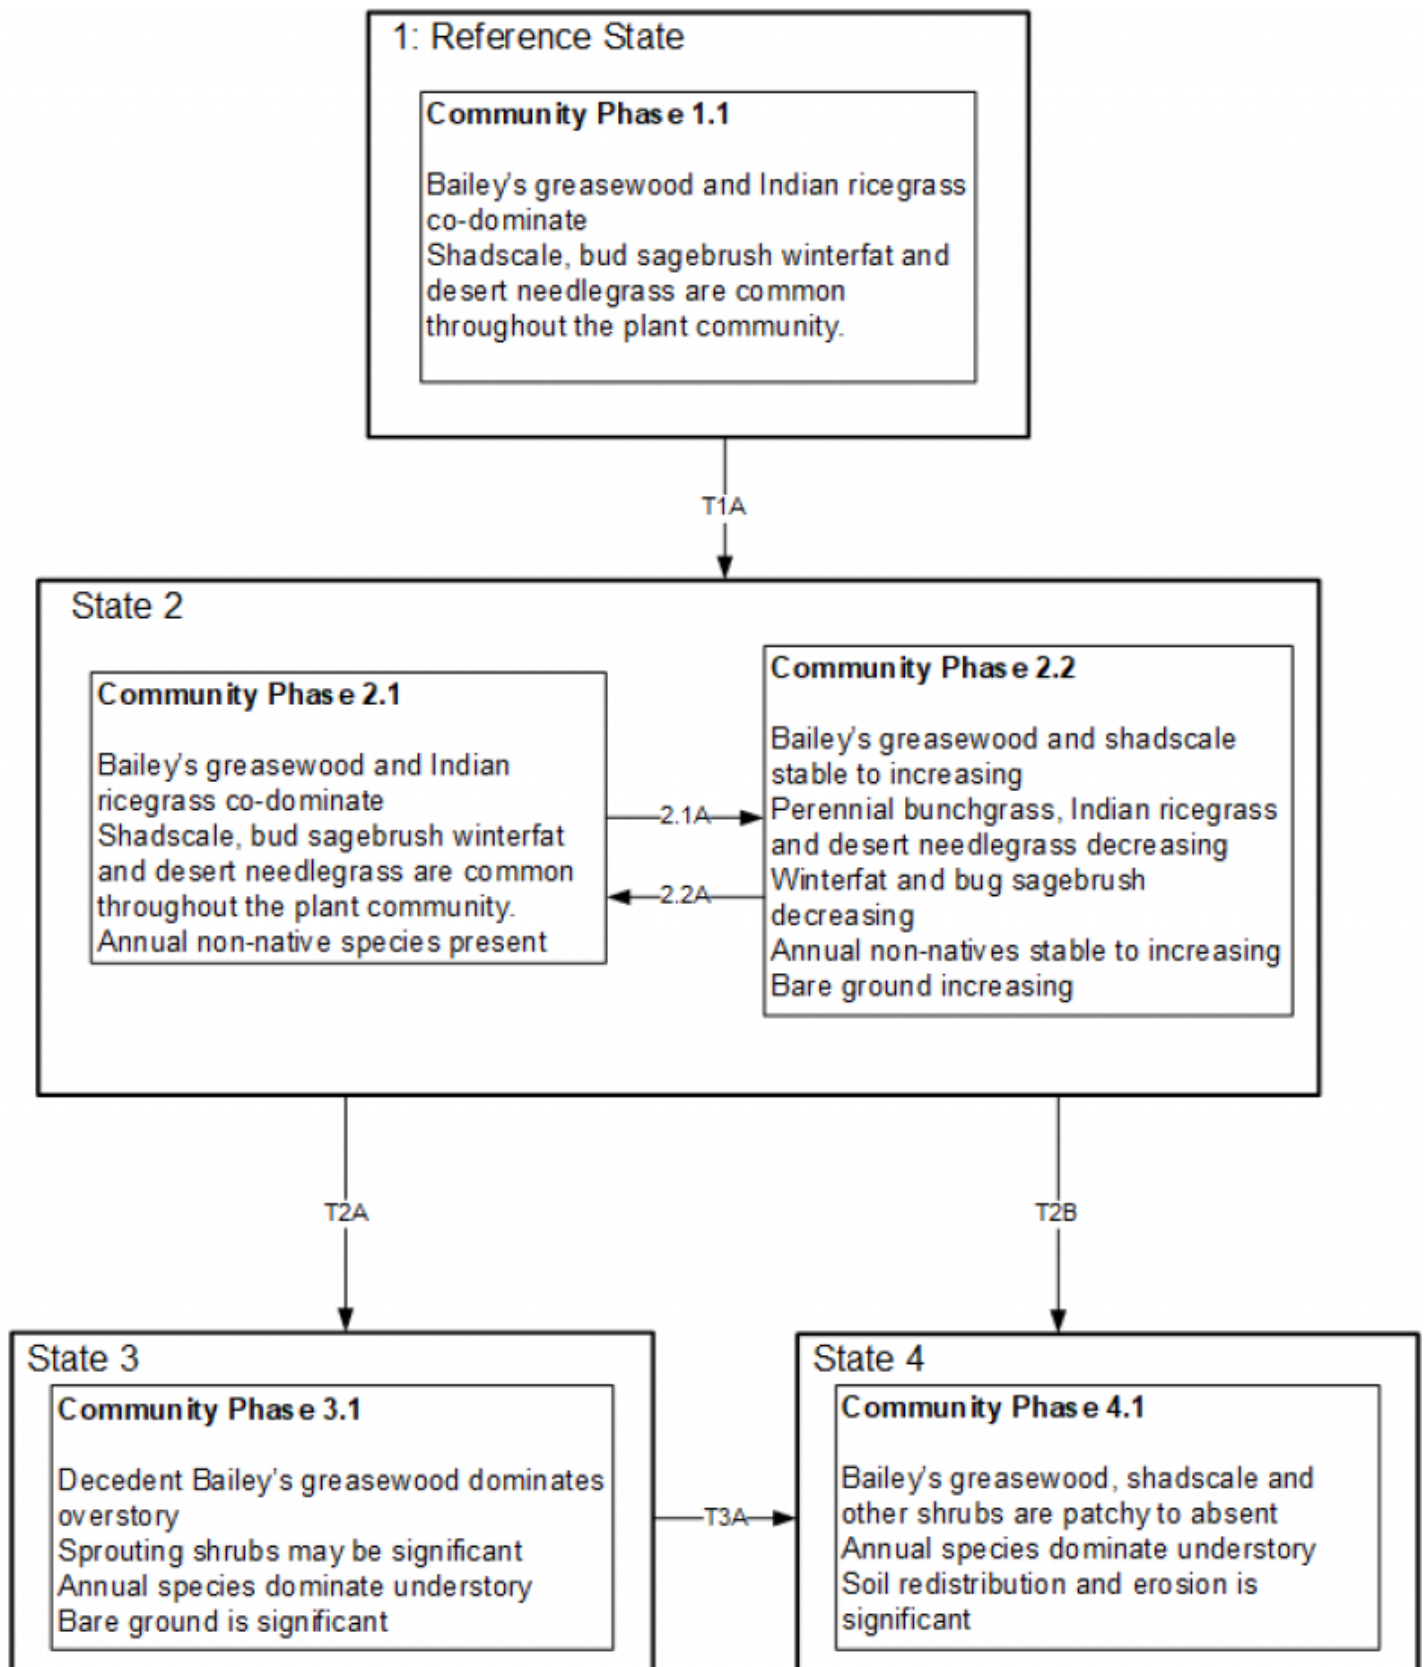 1: Reference State
Community Phase 1.1
Bailey's greasewood and Indian ricegrass
co-dominate
Shadscale, bud sagebrush winterfat and
desert needlegrass are common
throughout the plant community.
T1A
State 2
Community Phase 2.1
Bailey's greasewood and Indian
ricegrass co-dominate
Shadscale, bud sagebrush winterfat
and desert needlegrass are common
throughout the plant community.
Annual non-native species present
2.1A
2.2A
Community Phase 2.2
Bailey's greasewood and shadscale
stable to increasing
Perennial bunchgrass, Indian ricegrass
and desert needlegrass decreasing
Winterfat and bug sagebrush
decreasing
Annual non-natives stable to increasing
Bare ground increasing
T2A
T2B
State 3
Community Phase 3.1
Decedent Bailey's greasewood dominates
overstory
Sprouting shrubs may be significant
Annual species dominate understory
Bare ground is significant
T3A
State 4
Community Phase 4.1
Bailey's greasewood, shadscale and
other shrubs are patchy to absent
Annual species dominate understory
Soil redistribution and erosion is
significant